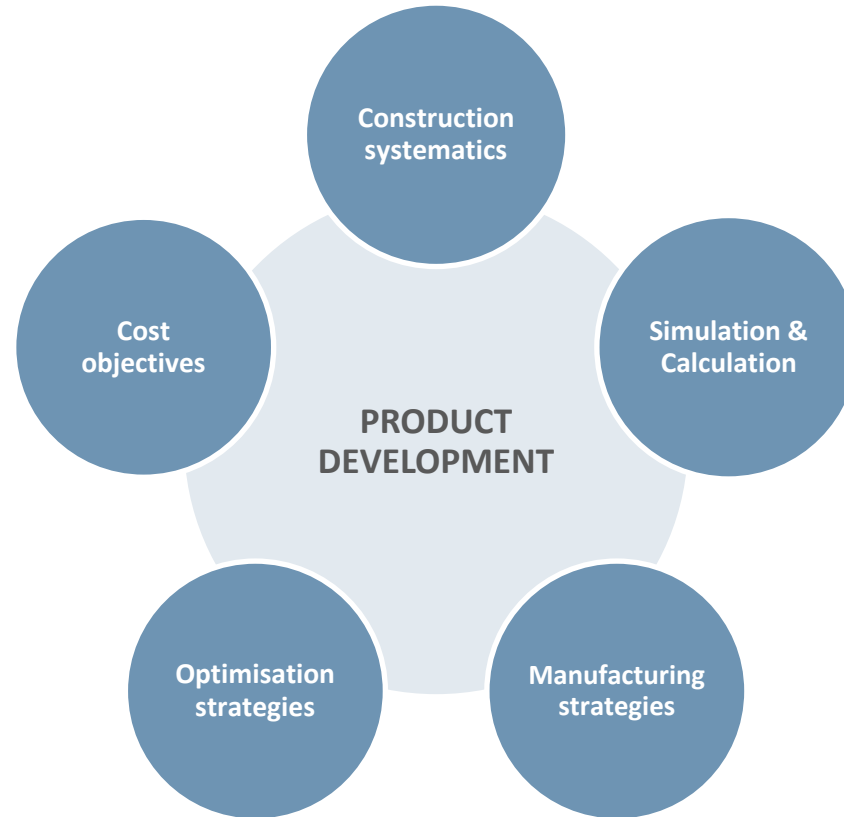 Construction
systematics
Cost
objectives
Simulation &
Calculation
PRODUCT
DEVELOPMENT
Optimisation
strategies
Manufacturing
strategies